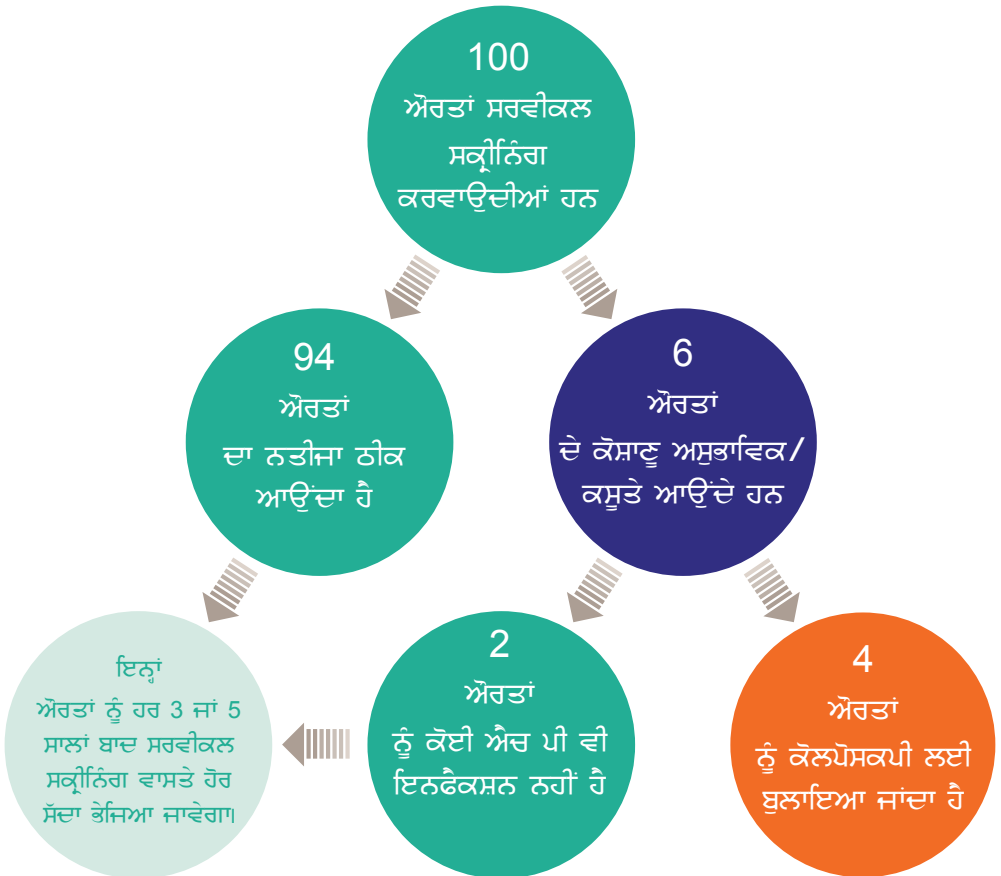 100
ਔਰਤਾਂ ਸਰਵੀਕਲ
ਸਕ੍ਰੀਨਿੰਗ
ਕਰਵਾਉਦੀਆਂ ਹਨ
94
ਔਰਤਾਂ
ਦਾ ਨਤੀਜਾ ਠੀਕ
ਆਉਂਦਾ ਹੈ
6
ਔਰਤਾਂ
ਦੇ ਕੋਸ਼ਾਣੂ ਅਸੁਭਾਵਿਕ/
ਕਸੂਤੇ ਆਉਂਦੇ ਹਨ
ਇਨ੍ਹਾਂ
ਔਰਤਾਂ ਨੂੰ ਹਰ 3 ਜਾਂ 5
ਸਾਲਾਂ ਬਾਦ ਸਰਵੀਕਲ
ਸਕ੍ਰੀਨਿੰਗ ਵਾਸਤੇ ਹੋਰ
ਸੱਦਾ ਭੇਜਿਆ ਜਾਵੇਗਾ।
2
ਔਰਤਾਂ
ਨੂੰ ਕੋਈ ਐਚ ਪੀ ਵੀ
ਇਨਫੈਕਸ਼ਨ ਨਹੀਂ ਹੈ
4
ਔਰਤਾਂ
ਨੂੰ ਕੋਲਪੋਸਕਪੀ ਲਈ
ਬੁਲਾਇਆ ਜਾਂਦਾ ਹੈ